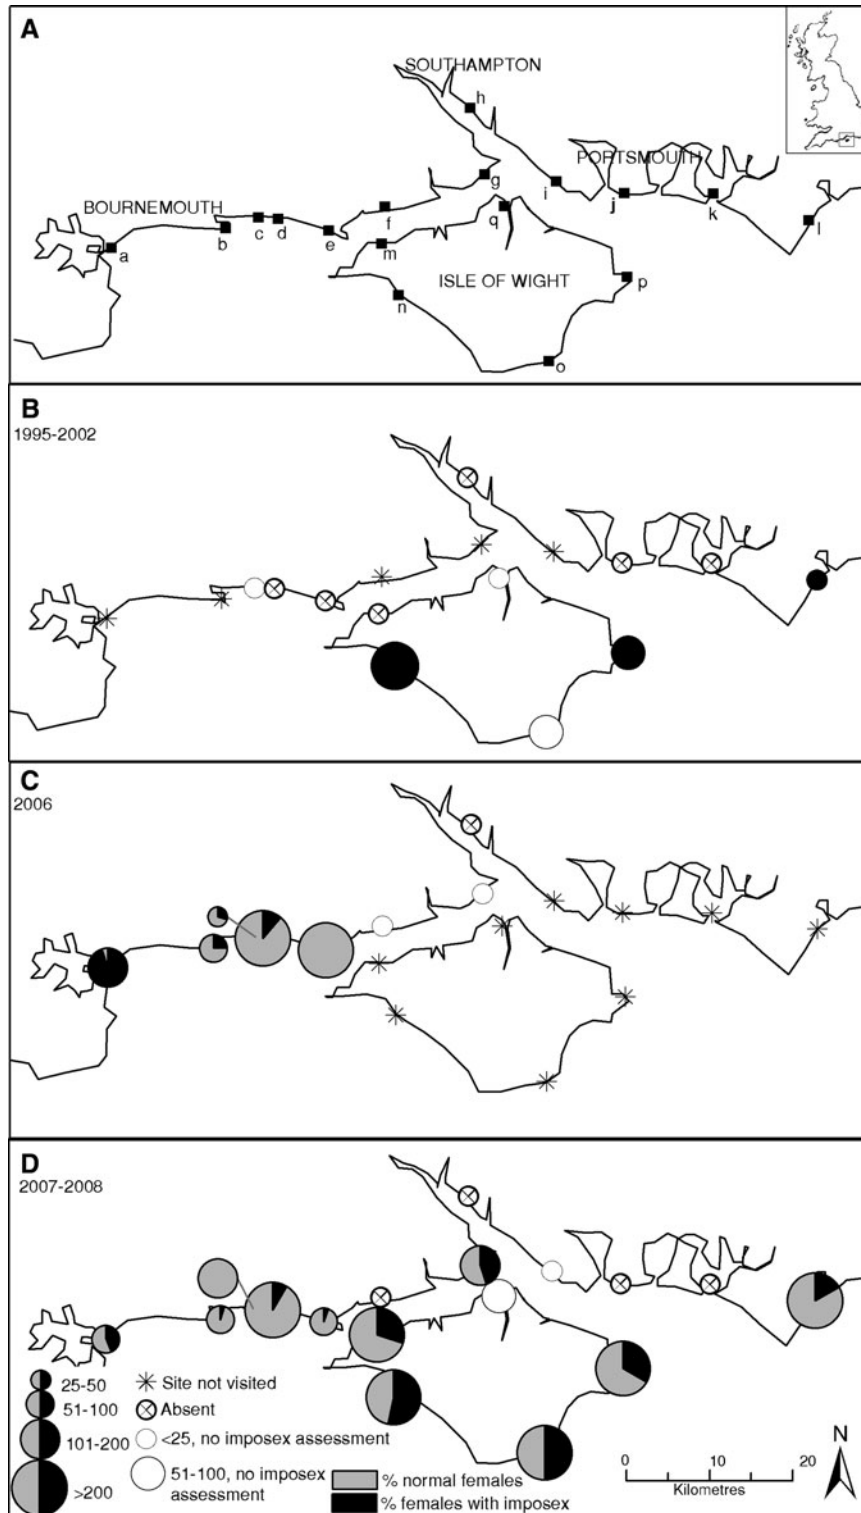 A
SOUTHAMPTON
h
PORTSMOUTH
g
i
j
k
BOURNEMOUTH
q
f
l
b
c
d
e
a
m
ISLE OF WIGHT
p
n
o
B
1995-2002
C
2006
D
2007-2008
25-50
51-100
101-200
>200
Site not visited
Absent
<25, no imposex assessment
51-100, no imposex
assessment
% normal females
% females with imposex
N
0 10 20
Kilometres